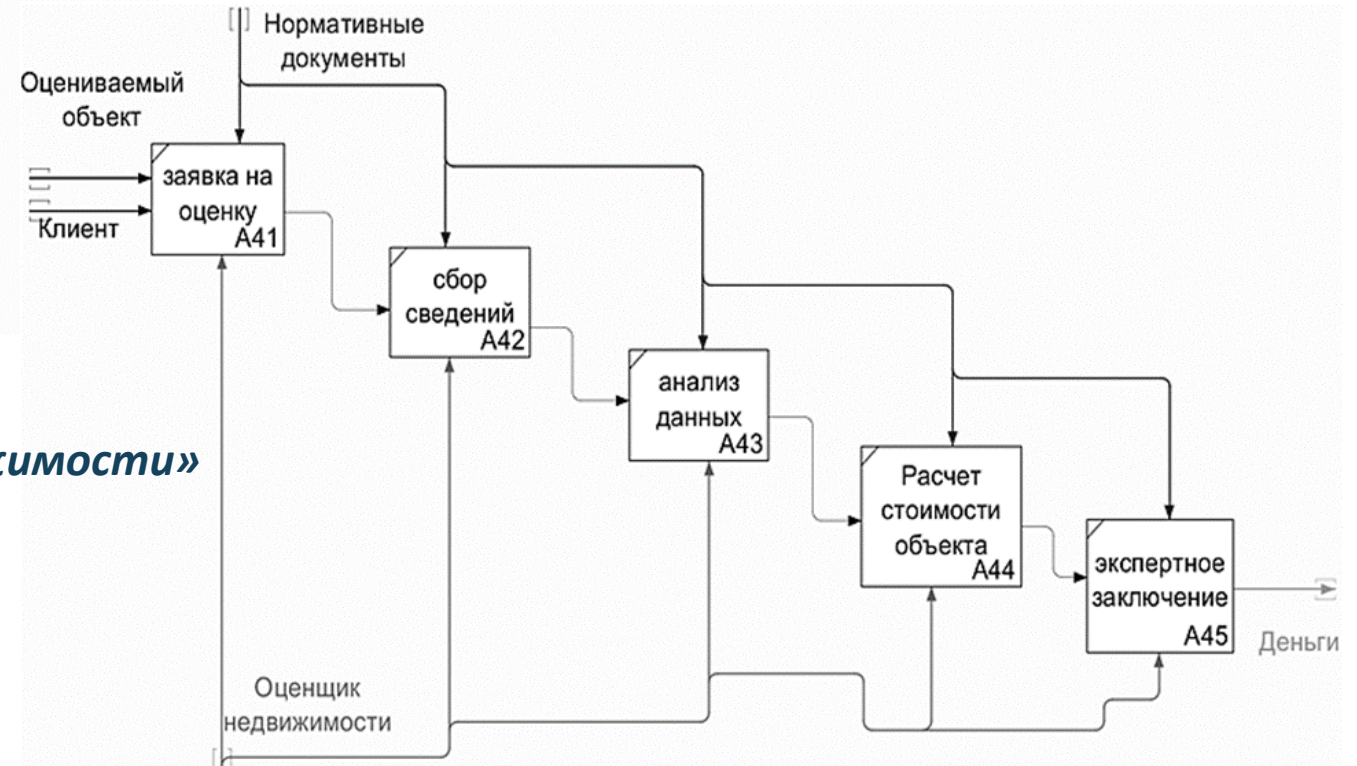 Нормативные
документы
Оцениваемый
объект
заявка на
оценку
A41
Клиент
сбор
сведений
A42
анализ
данных
A43
имости»
Расчет
стоимости
объекта
A44
экспертное
заключение
A45
Деньги
Оценщик
недвижимости